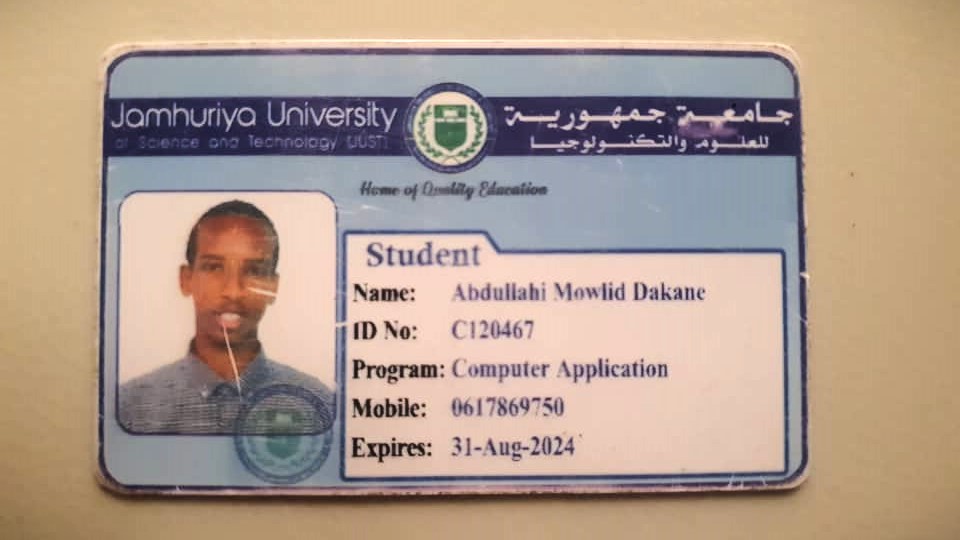 Jamhuriya University
of Science and Technology (JUST)
جامعة جمهورية
للعلوم والتكنولوجيا
Home of Quality Education
Student
Name: Abdullahi Mowlid Dakane
ID No: C120467
Program: Computer Application
Mobile: 0617869750
Expires: 31-Aug-2024